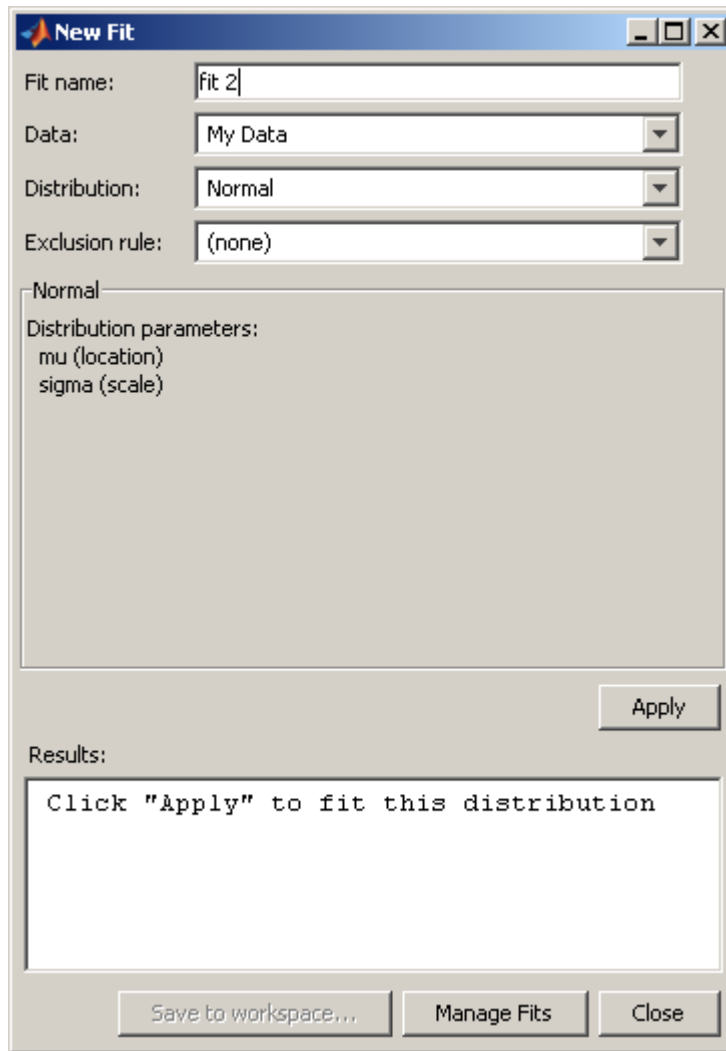 New Fit
Fit name: fit 2
Data: My Data
Distribution: Normal
Exclusion rule: (none)
Normal
Distribution parameters:
mu (location)
sigma (scale)
Apply
Results:
Click "Apply" to fit this distribution
Save to workspace... Manage Fits Close